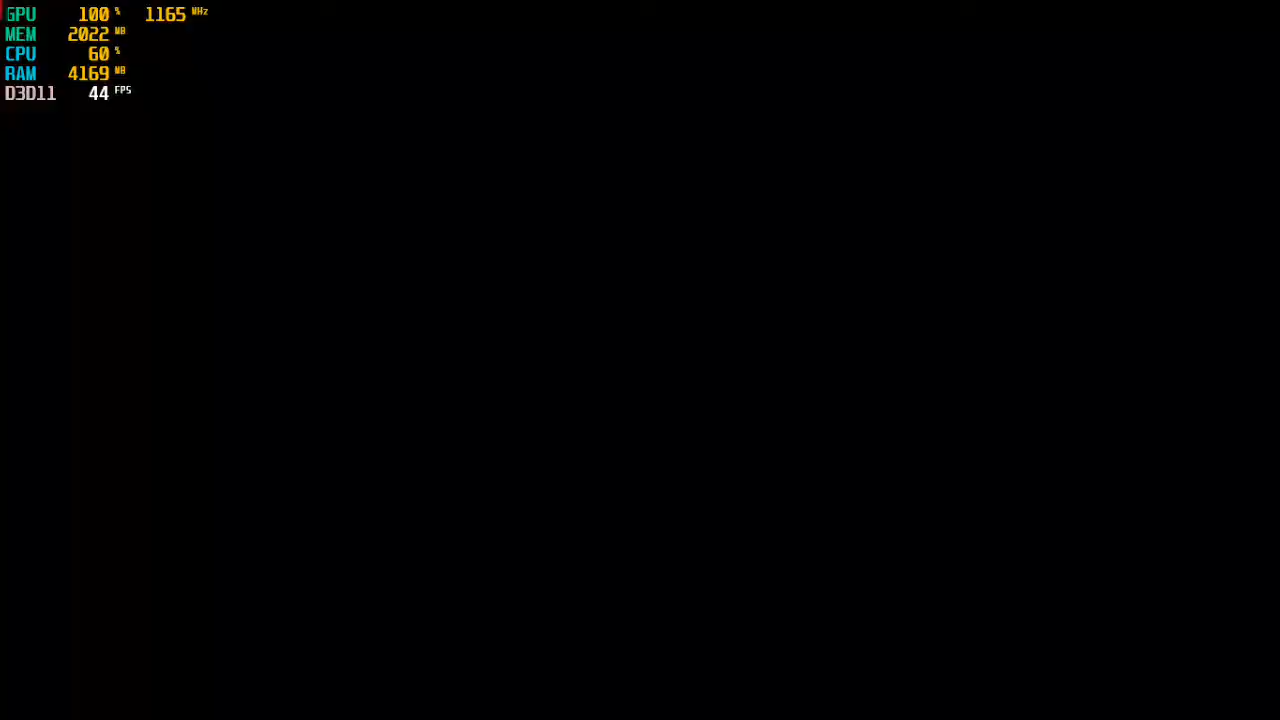 GPU 100 % 1165 MHz
MEM 2022 MB
CPU 60 %
RAM 4169 MB
D3D11 44 FPS